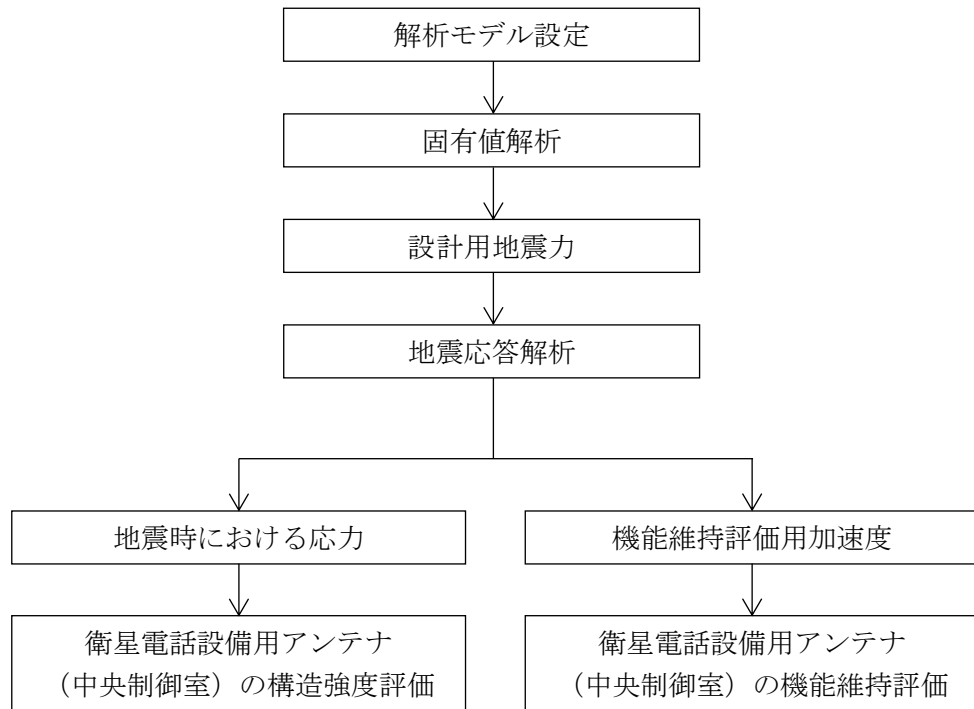 解析モデル設定
固有値解析
設計用地震力
地震応答解析
地震時における応力
機能維持評価用加速度
衛星電話設備用アンテナ
（中央制御室）の構造強度評価
衛星電話設備用アンテナ
（中央制御室）の機能維持評価